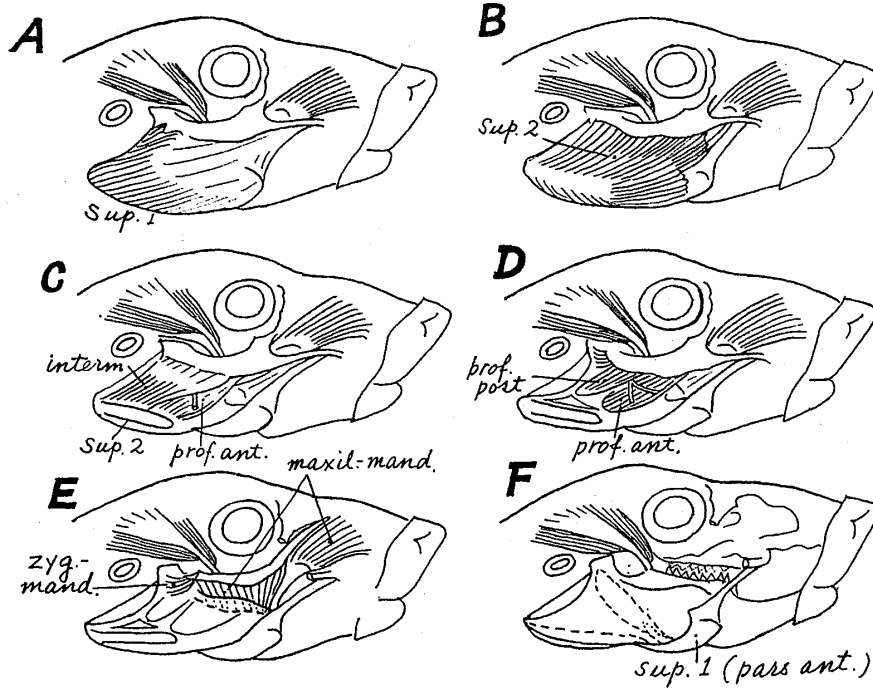 A
Sup. 1
B
Sup. 2
C
interm
Sup. 2
prof. ant.
D
prof.
post
prof. ant.
E
maxil.-mand.
zyg.-
mand.
F
sup. 1 (pars ant.)